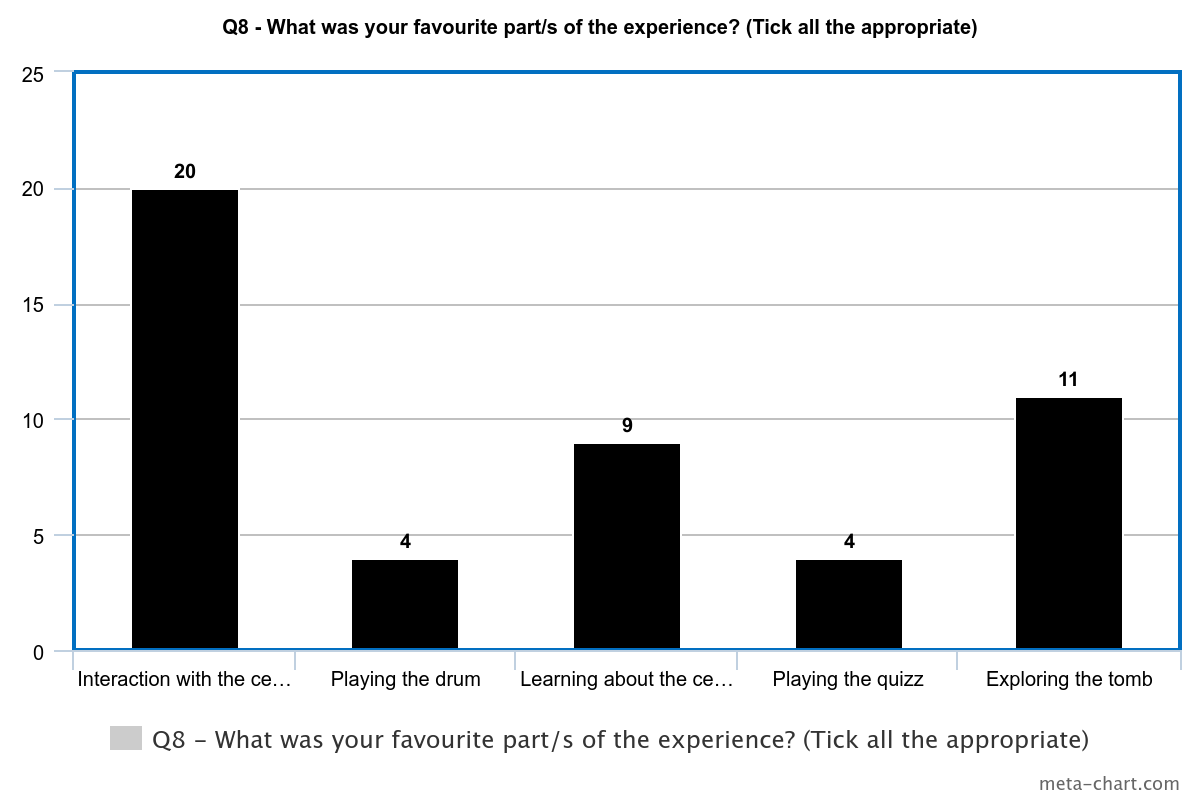 Q8 - What was your favourite part/s of the experience? (Tick all the appropriate)
25
20
15
10
5
0
20
4
9
4
11
Interaction with the ce…
Playing the drum
Learning about the ce…
Playing the quizz
Exploring the tomb
Q8 - What was your favourite part/s of the experience? (Tick all the appropriate)
meta-chart.com